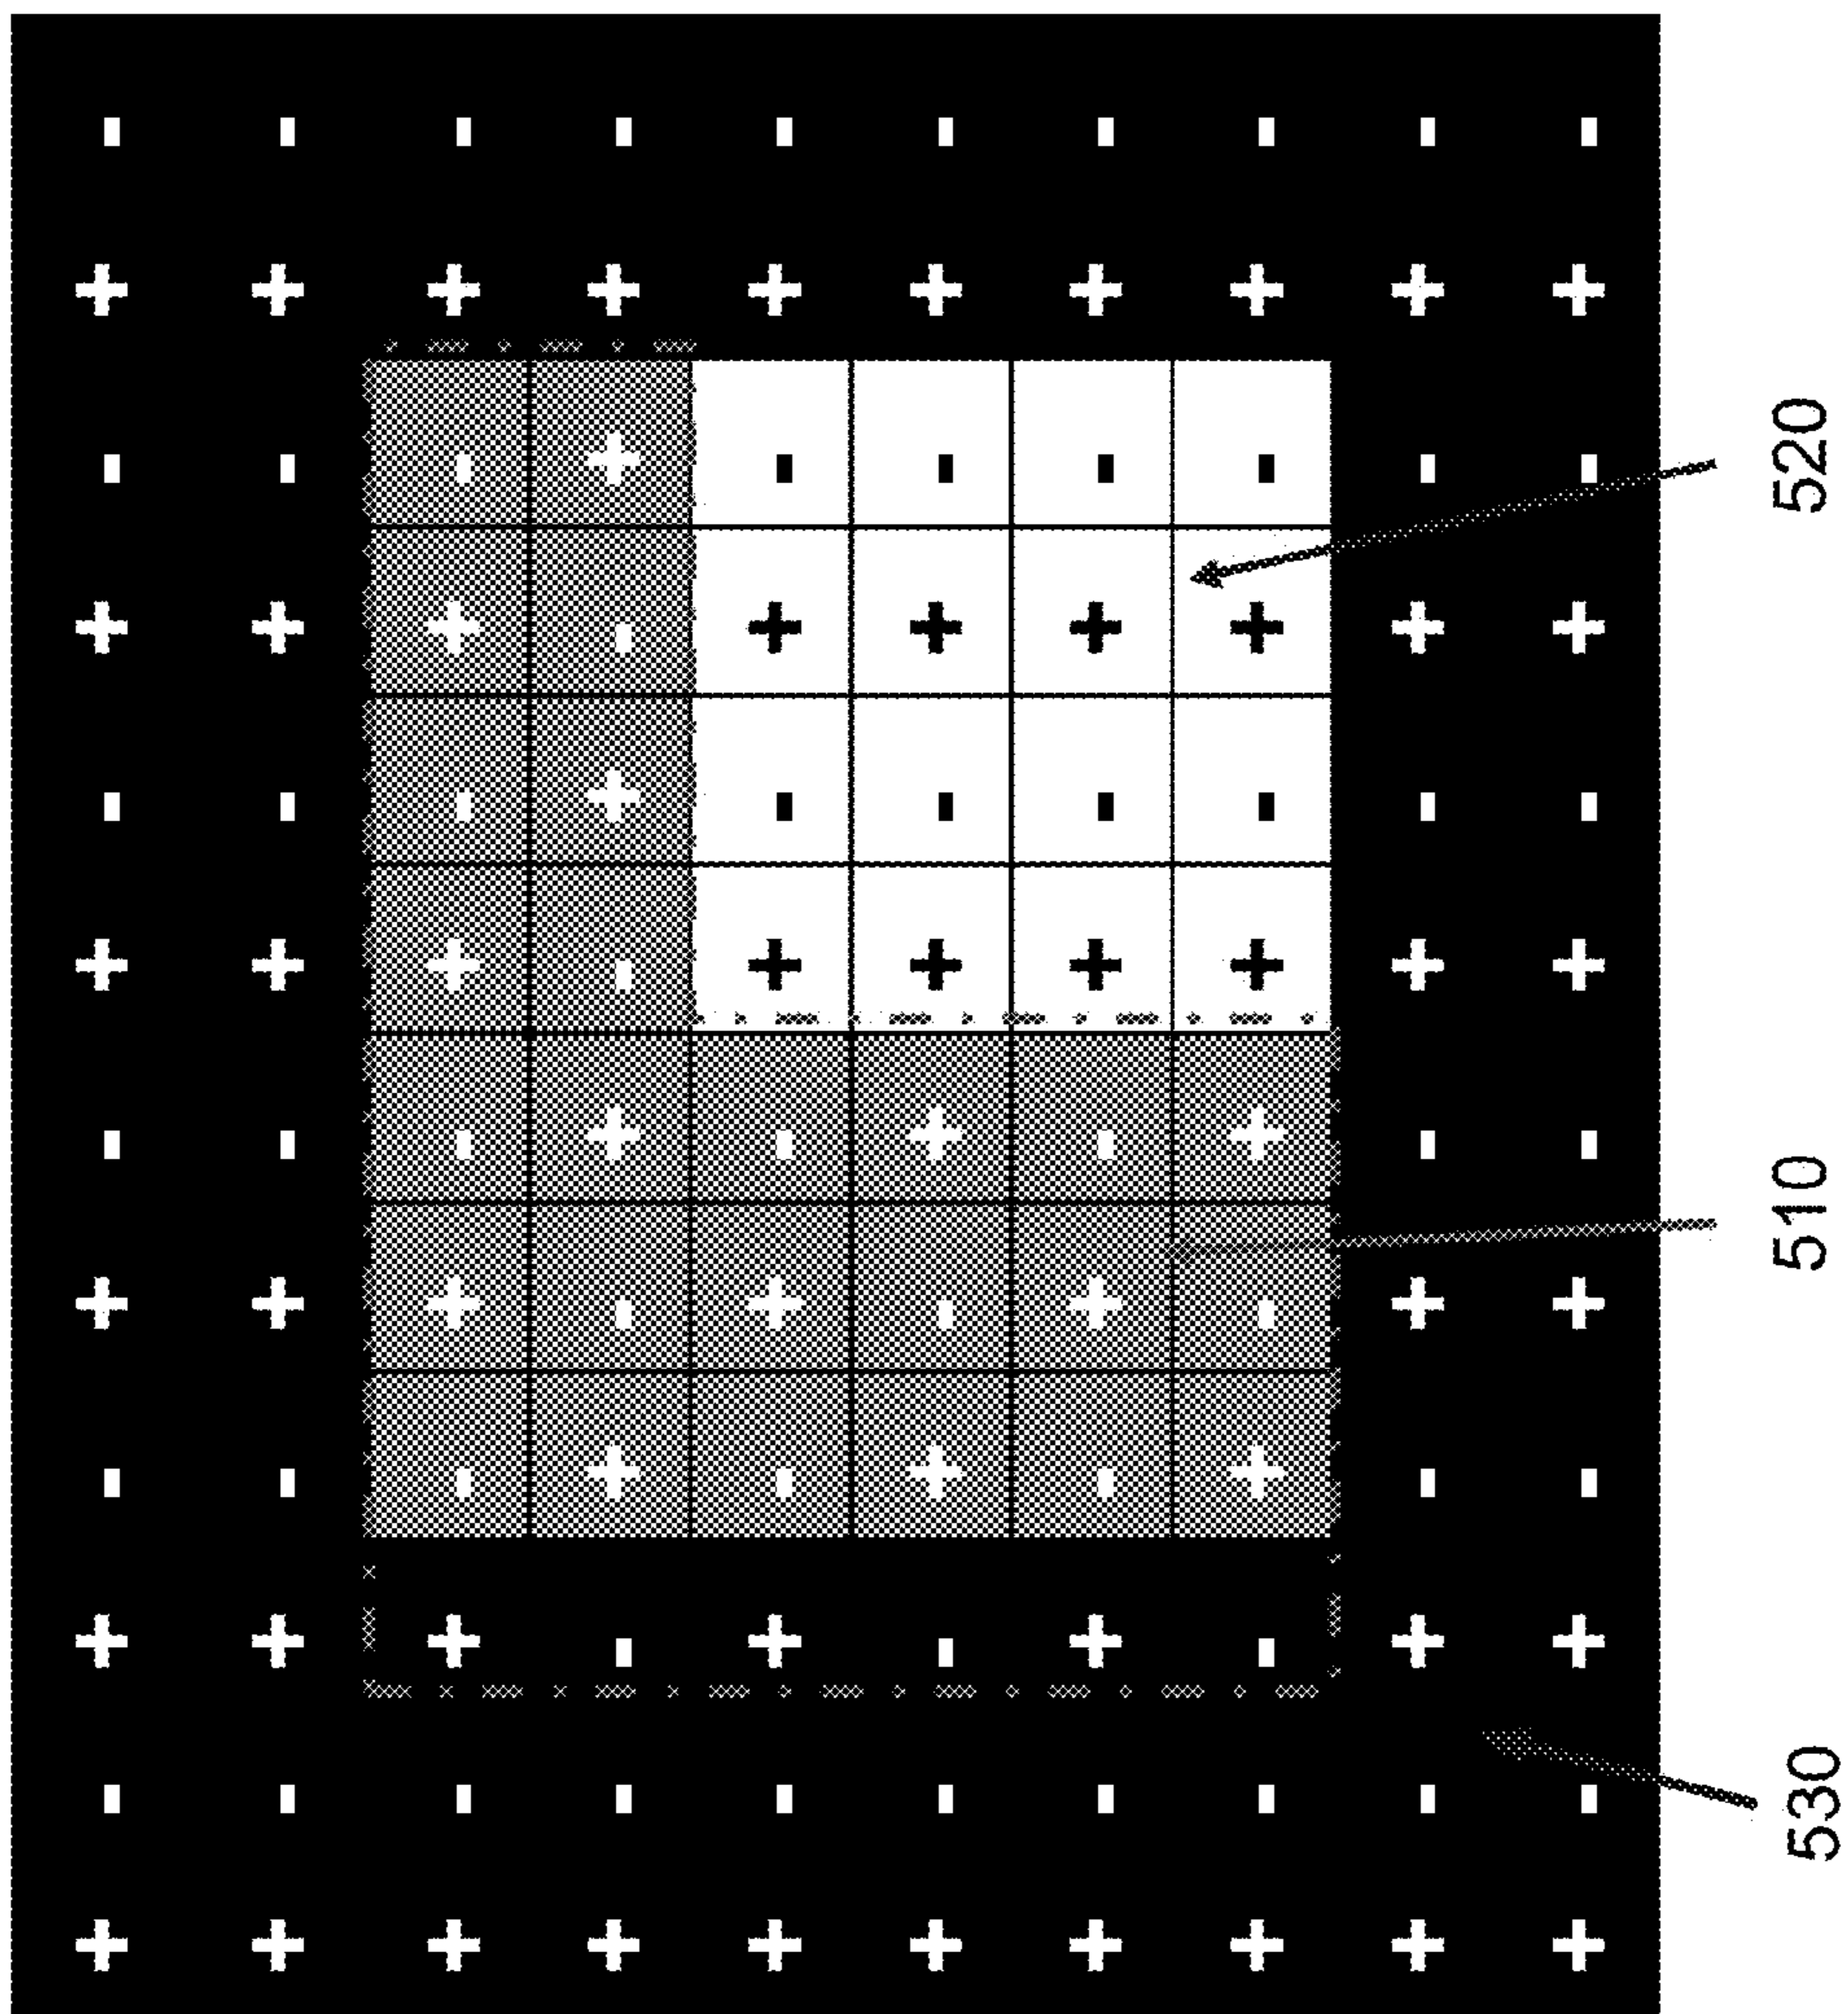 + - + - + - + - + - + -
+ - + - + - + - + - + -
+ - + - + - + - + - + -
+ - - + - + - + - + + -
+ - + - + - + - + - + -
+ - - + - + + - + - + -
+ - + - + - + - + - + -
+ - - + - + + - + - + -
+ - + - + - + - + - + -
+ - + - + - + - + - + -
530 510 520